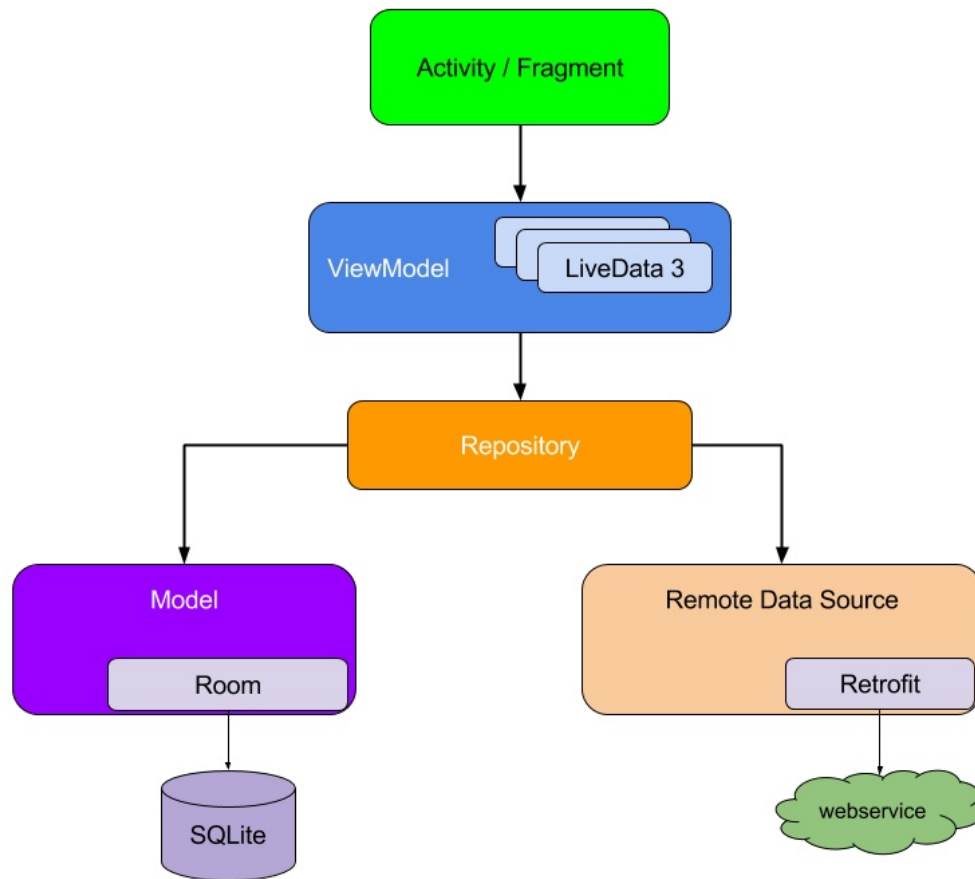 Activity / Fragment
ViewModel
LiveData 3
Repository
Model
Remote Data Source
Room
Retrofit
SQLite
webservice